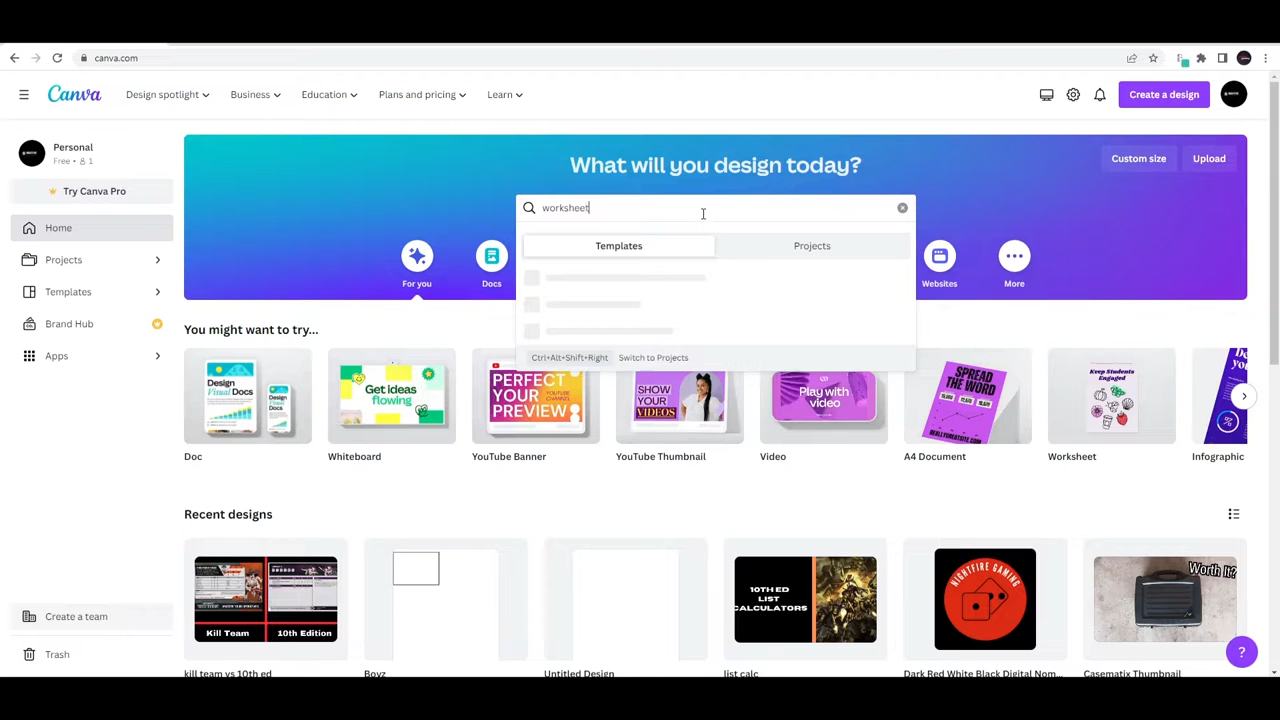 canva.com
Canva
Design spotlight
Business
Education
Plans and pricing
Learn
Create a design
Personal
Free • 1
Try Canva Pro
Home
Projects
Templates
Brand Hub
Apps
Create a team
Trash
What will you design today?
Custom size
Upload
worksheet
Templates
Projects
Ctrl+Alt+Shift+Right Switch to Projects
For you
Docs
Websites
More
You might want to try...
Design
Visual Docs
Design
Visual Docs
Get ideas
flowing
PERFECT
YOUR
PREVIEW
SHOW
YOUR
VIDEOS
Play with
video
SPREAD
THE
WORD
Keep Students
Engaged
Doc
Whiteboard
YouTube Banner
YouTube Thumbnail
Video
A4 Document
Worksheet
Infographic
Recent designs
Kill Team
10th Edition
10TH ED
LIST
CALCULATORS
NIGHTFIRE GAMING
Worth It?
kill team vs 10th ed
Boyz
Untitled Design
list calc
Dark Red White Black Digital Nom...
Casematix Thumbnail
?